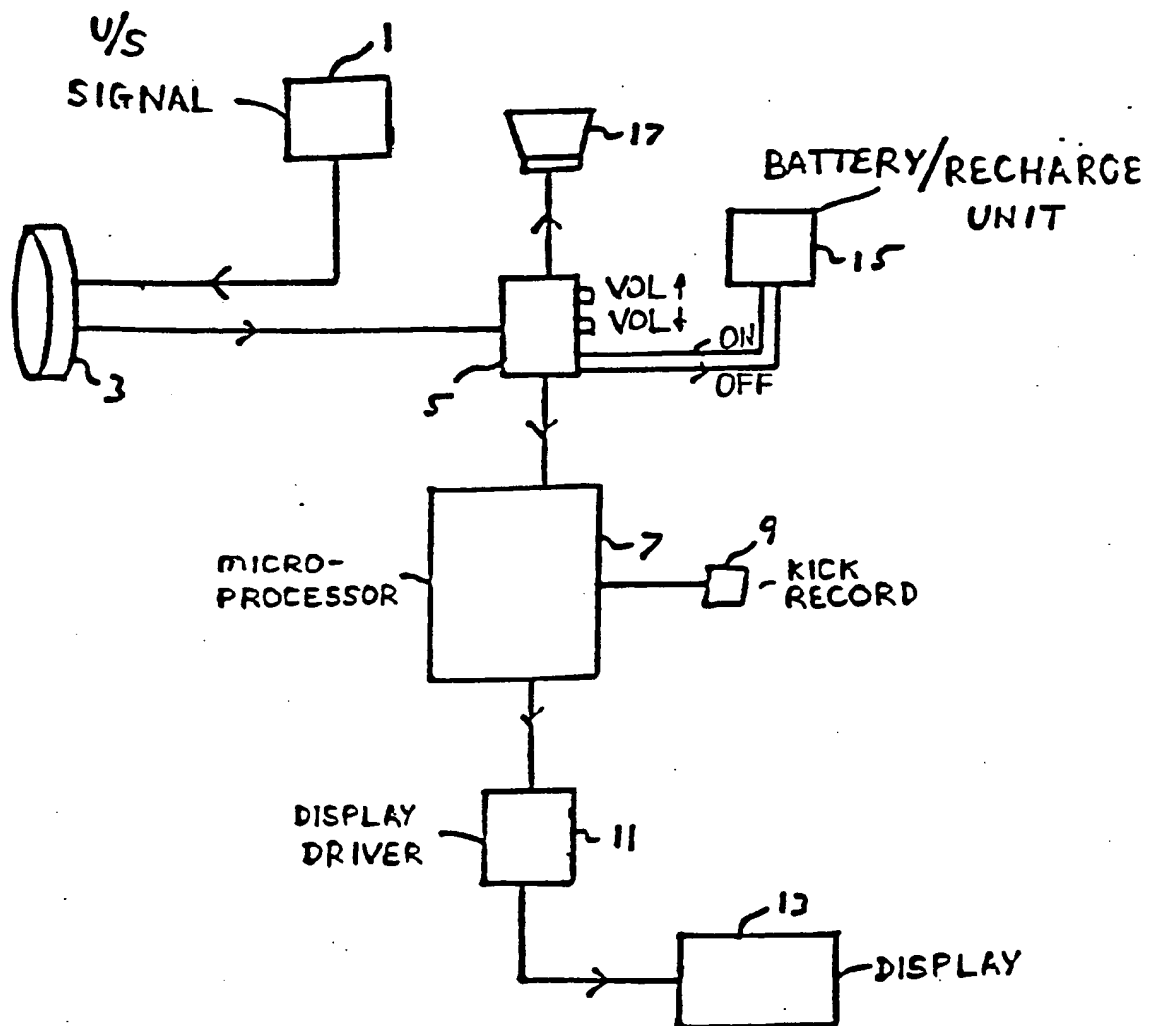 U/S
SIGNAL
1
17
BATTERY/RECHARGE
UNIT
15
VOL ↑
VOL ↓
ON
OFF
3
5
7
9
MICRO-
PROCESSOR
KICK
RECORD
DISPLAY
DRIVER
11
13
DISPLAY